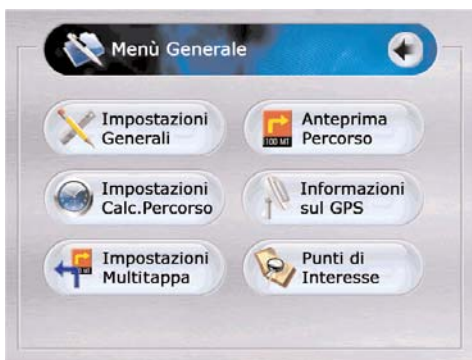 Menù Generale
Impostazioni
Generali
Anteprima
Percorso
100 MT
Impostazioni
Calc.Percorso
Informazioni
sul GPS
Impostazioni
Multitappa
Punti di
Interesse